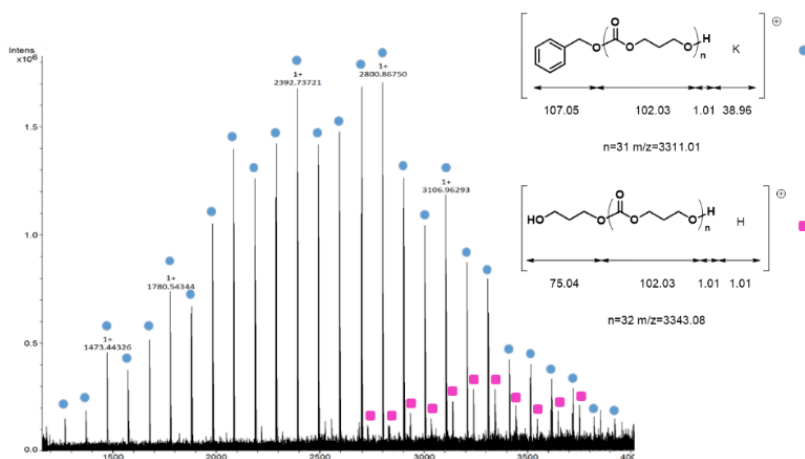 Intens
x10⁶
1.5
1.0
0.5
0.0
1500
2000
2500
3000
3500
400
1+
1473.44326
1+
1780.54344
1+
2392.73721
1+
2800.86750
1+
3106.96293
O
O
O
O
H
n
K
⊕
107.05
102.03
1.01
38.96
n=31 m/z=3311.01
O
HO
O
O
O
H
n
H
⊕
75.04
102.03
1.01
1.01
n=32 m/z=3343.08